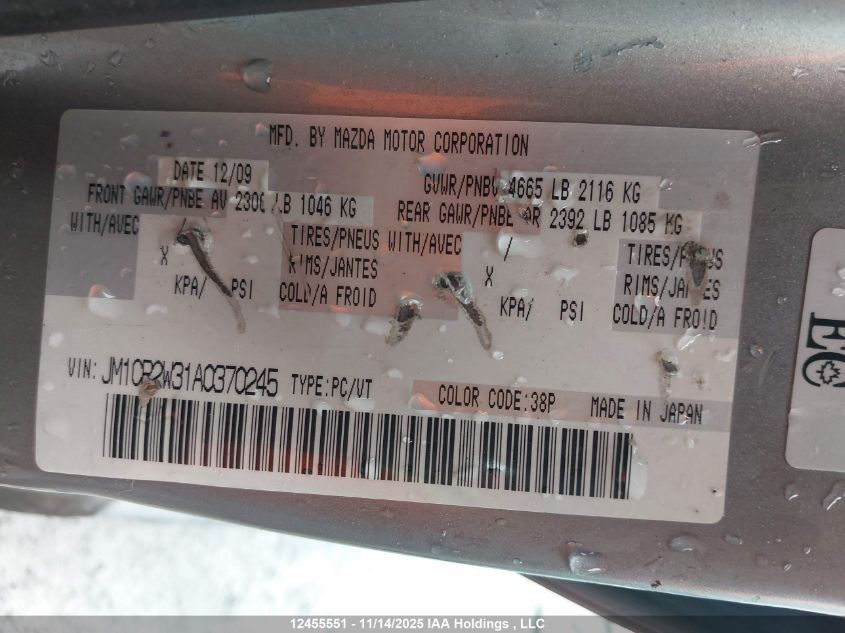 MFD. BY MAZDA MOTOR CORPORATION
DATE 12/09
GVWR/PNBV 4665 LB 2116 KG
FRONT GAWR/PNBE AV 2306 LB 1046 KG
REAR GAWR/PNBE AR 2392 LB 1085 KG
WITH/AVEC / TIRES/PNEUS WITH/AVEC / TIRES/PNEUS
X RIMS/JANTES X RIMS/JANTES
KPA/ PSI COLD/A FROID KPA/ PSI COLD/A FROID
VIN: JM1CR2W31A0370245 TYPE:PC/VT COLOR CODE:38P MADE IN JAPAN
EC
12455551 - 11/14/2025 IAA Holdings , LLC